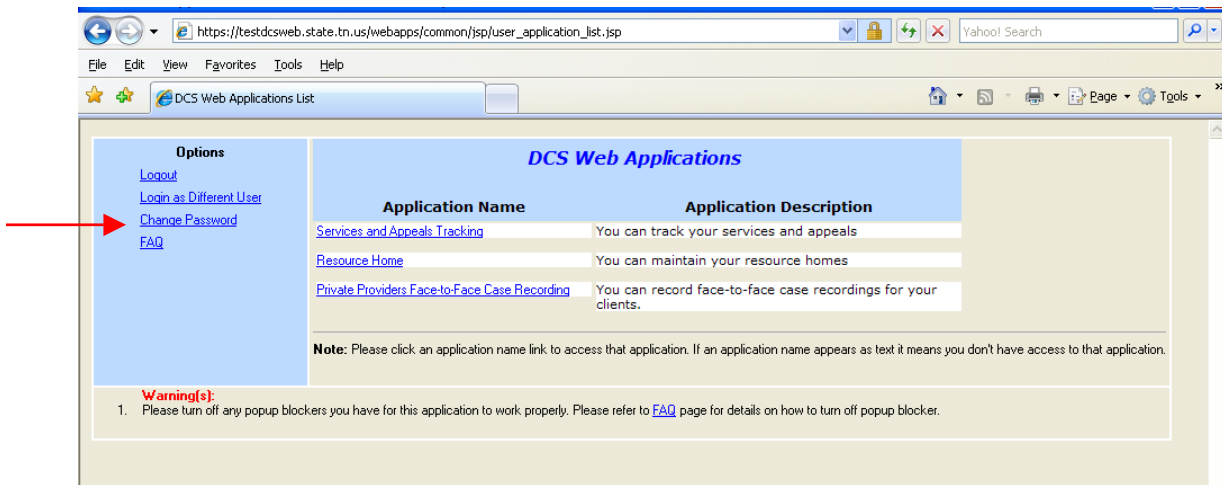 https://testdcsweb.state.tn.us/webapps/common/jsp/user_application_list.jsp
Yahoo! Search
File Edit View Favorites Tools Help
DCS Web Applications List
Page Tools
Options
Logout
Login as Different User
Change Password
FAQ
DCS Web Applications
Application Name Application Description
Services and Appeals Tracking You can track your services and appeals
Resource Home You can maintain your resource homes
Private Providers Face-to-Face Case Recording You can record face-to-face case recordings for your
clients.
Note: Please click an application name link to access that application. If an application name appears as text it means you don't have access to that application.
Warning(s):
1. Please turn off any popup blockers you have for this application to work properly. Please refer to FAQ page for details on how to turn off popup blocker.